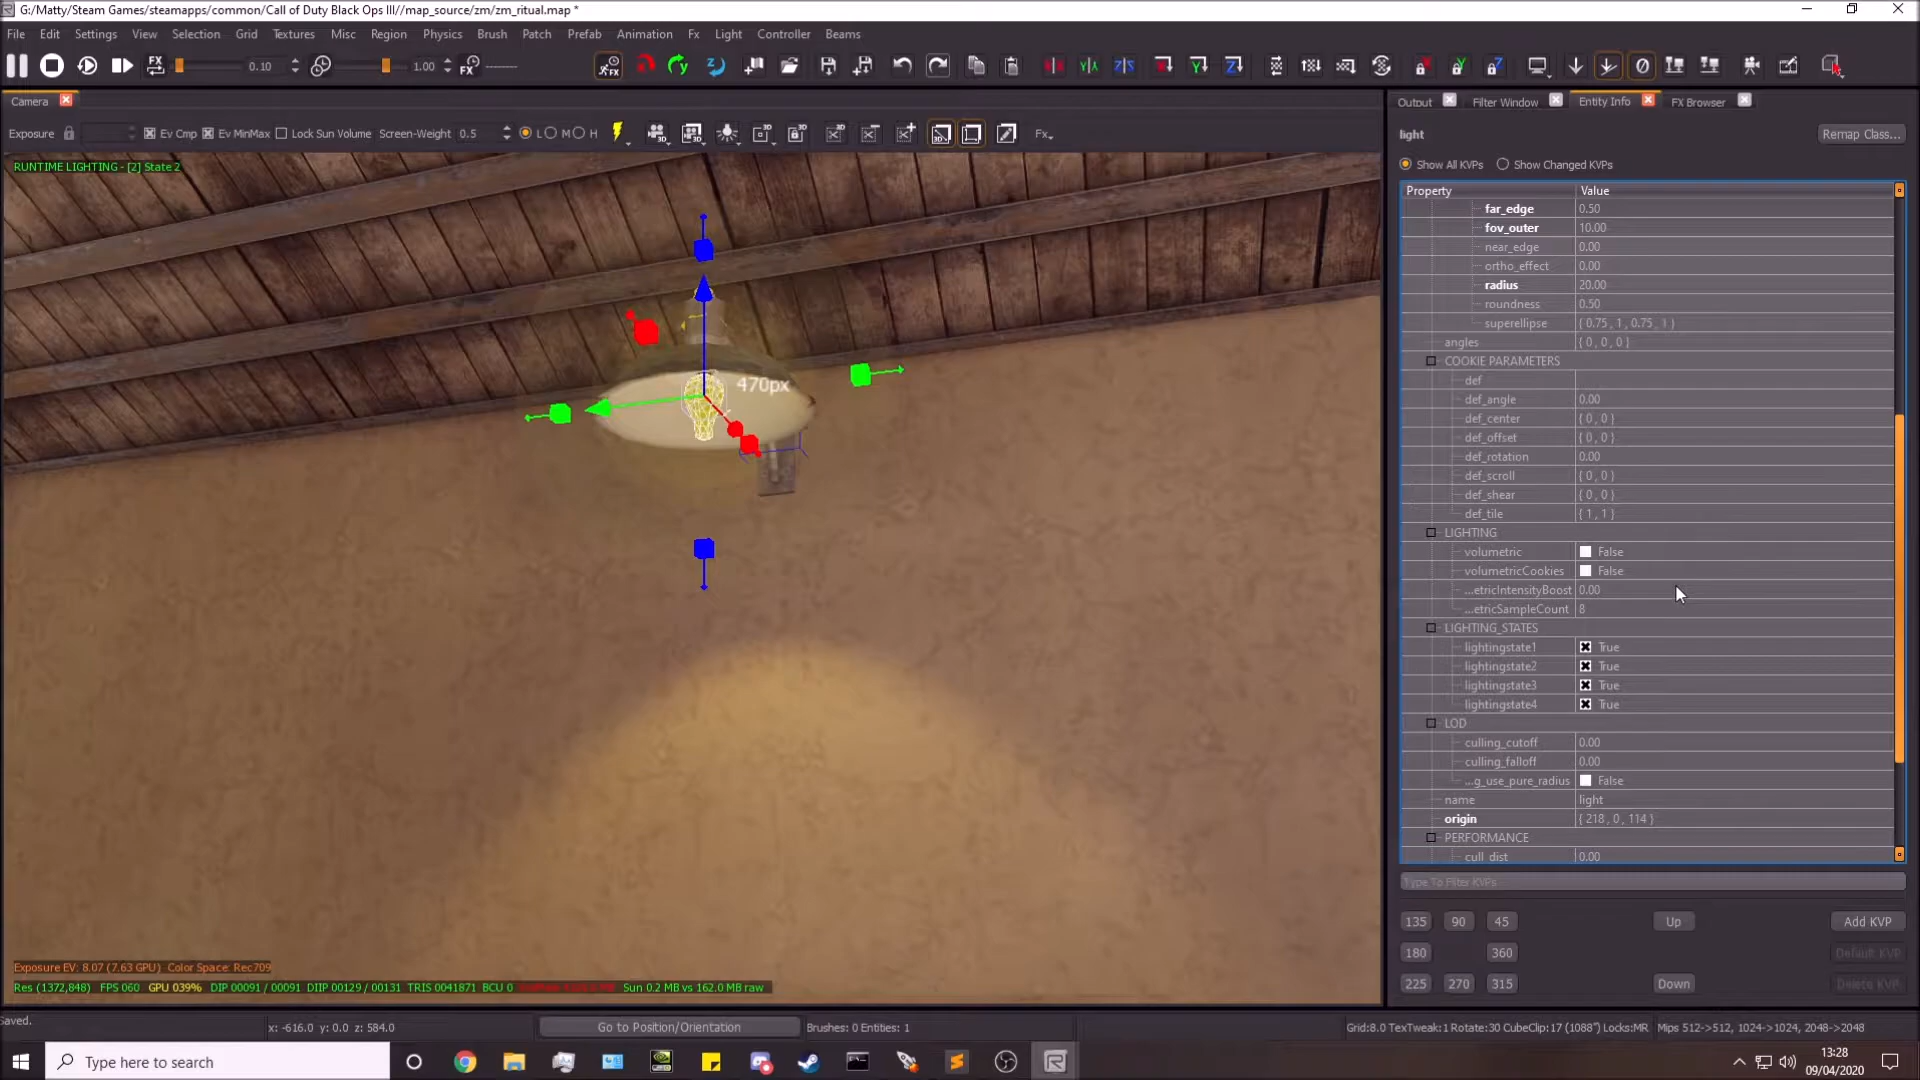 G:/Matty/Steam Games/steamapps/common/Call of Duty Black Ops III//map_source/zm/zm_ritual.map *
File Edit Settings View Selection Grid Textures Misc Region Physics Brush Patch Prefab Animation Fx Light Controller Beams
FX 0.10 1.00 FX
Camera
Output Filter Window Entity Info FX Browser
Exposure Ev Cmp Ev MinMax Lock Sun Volume Screen-Weight 0.5 L M H Fx
light Remap Class...
RUNTIME LIGHTING - [2] State 2
Show All KVPs Show Changed KVPs
Property Value
far_edge 0.50
fov_outer 10.00
near_edge 0.00
ortho_effect 0.00
radius 20.00
roundness 0.50
superellipse { 0.75 , 1 , 0.75 , 1 }
angles { 0 , 0 , 0 }
COOKIE PARAMETERS
def
def_angle 0.00
def_center { 0 , 0 }
def_offset { 0 , 0 }
def_rotation 0.00
def_scroll { 0 , 0 }
def_shear { 0 , 0 }
def_tile { 1 , 1 }
LIGHTING
volumetric False
volumetricCookies False
...etricIntensityBoost 0.00
...etricSampleCount 8
LIGHTING_STATES
lightingstate1 True
lightingstate2 True
lightingstate3 True
lightingstate4 True
LOD
culling_cutoff 0.00
culling_falloff 0.00
...g_use_pure_radius False
name light
origin { 218 , 0 , 114 }
PERFORMANCE
cull_dist 0.00
Type To Filter KVPs
470px
135 90 45 Up Add KVP
180 360 Default KVP
225 270 315 Down Delete KVP
Exposure EV: 8.07 (7.63 GPU) Color Space: Rec709
Res (1372,848) FPS 060 GPU 039% DIP 00091 / 00091 DIIP 00129 / 00131 TRIS 0041871 BCU 0 Sun 0.2 MB vs 162.0 MB raw
Saved. x: -616.0 y: 0.0 z: 584.0 Go to Position/Orientation Brushes: 0 Entities: 1 Grid:8.0 TexTweak:1 Rotate:30 CubeClip:17 (1088") Locks:MR Mips 512->512, 1024->1024, 2048->2048
Type here to search
13:28
09/04/2020